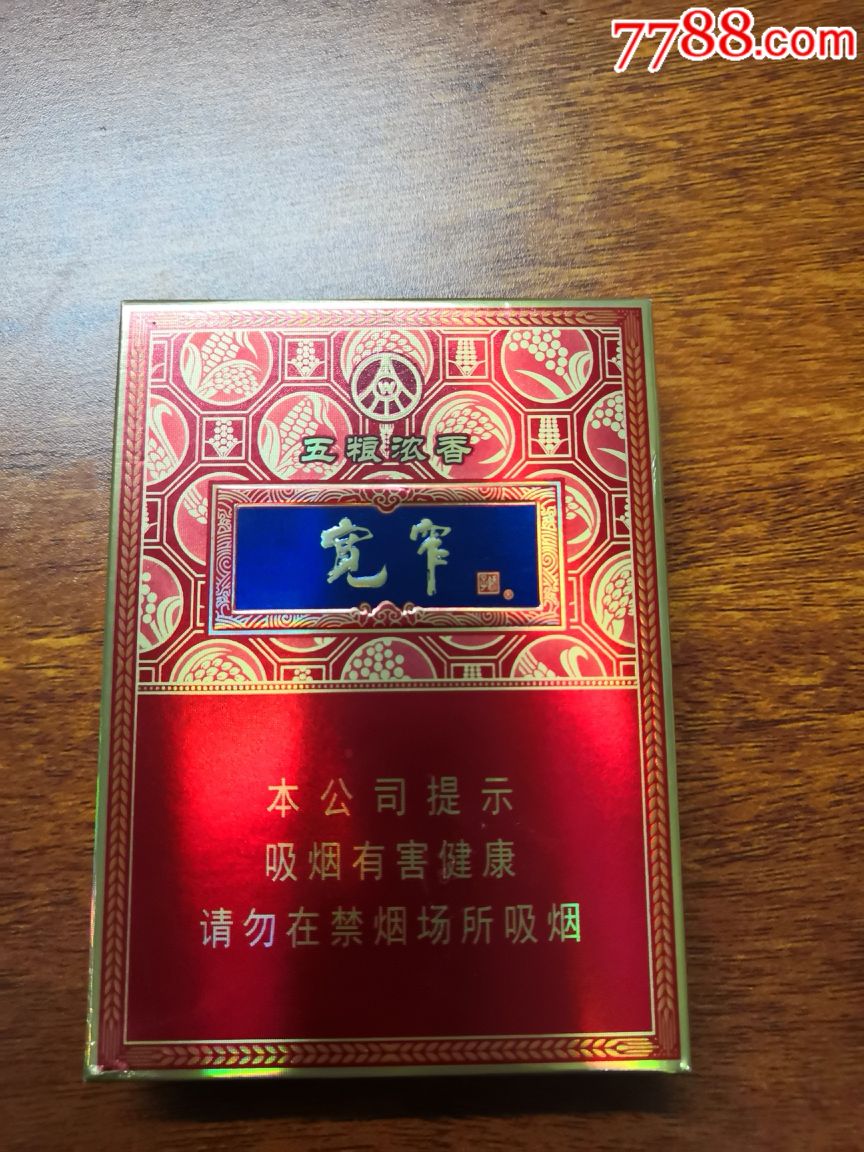 7788.com
W
五粮浓香
宽窄
本公司提示
吸烟有害健康
请勿在禁烟场所吸烟